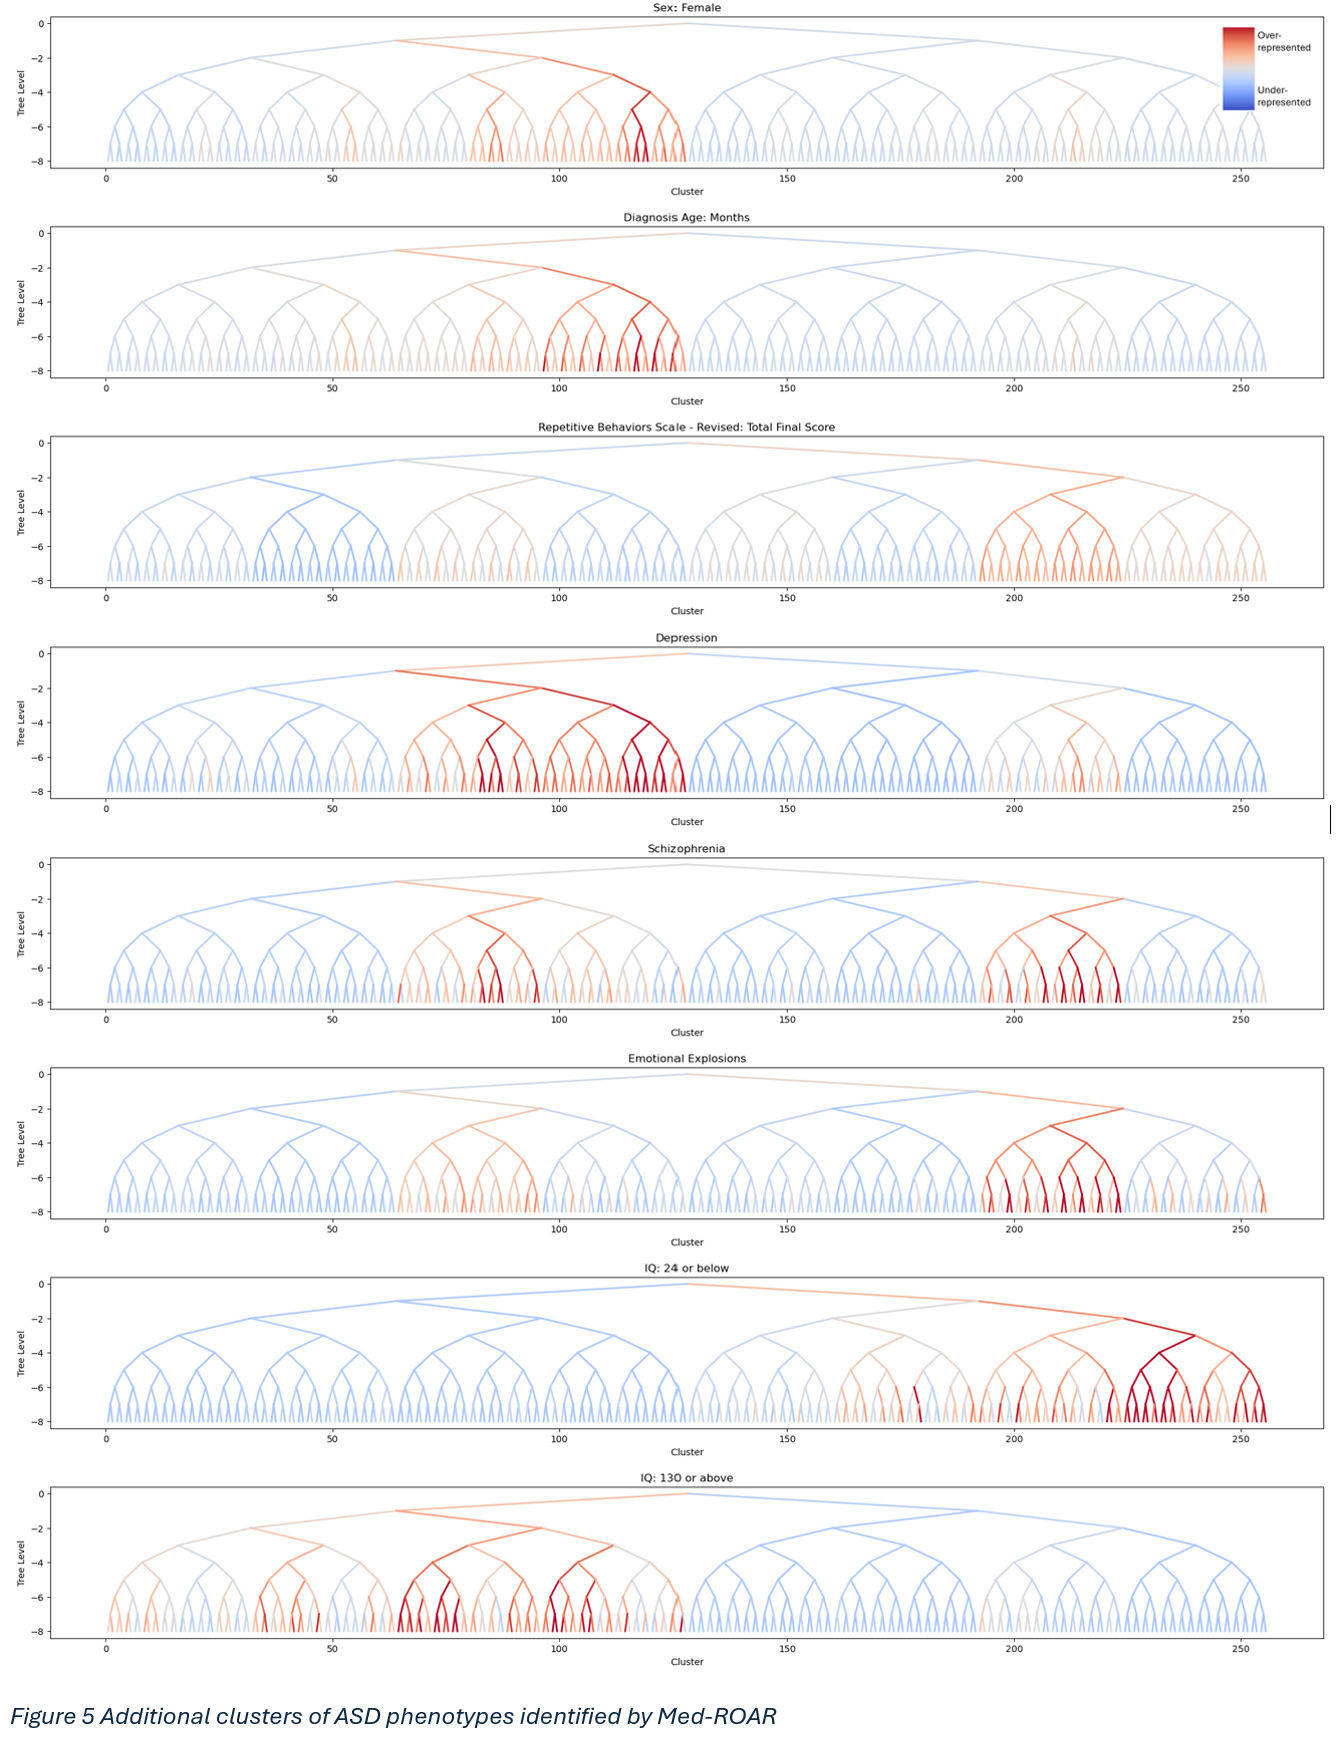 Sex: Female
Over-
represented
Under-
represented
Tree Level
0
−2
−4
−6
−8
0 50 100 150 200 250
Cluster
Diagnosis Age: Months
Tree Level
0
−2
−4
−6
−8
0 50 100 150 200 250
Cluster
Repetitive Behaviors Scale - Revised: Total Final Score
Tree Level
0
−2
−4
−6
−8
0 50 100 150 200 250
Cluster
Depression
Tree Level
0
−2
−4
−6
−8
0 50 100 150 200 250
Cluster
Schizophrenia
Tree Level
0
−2
−4
−6
−8
0 50 100 150 200 250
Cluster
Emotional Explosions
Tree Level
0
−2
−4
−6
−8
0 50 100 150 200 250
Cluster
IQ: 24 or below
Tree Level
0
−2
−4
−6
−8
0 50 100 150 200 250
Cluster
IQ: 130 or above
Tree Level
0
−2
−4
−6
−8
0 50 100 150 200 250
Cluster
Figure 5 Additional clusters of ASD phenotypes identified by Med-ROAR